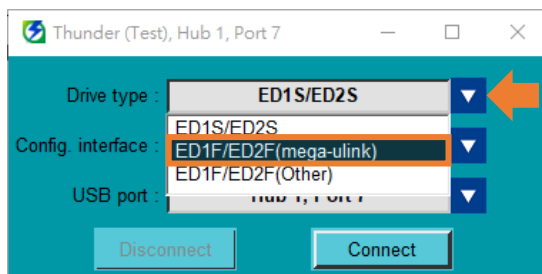 Thunder (Test), Hub 1, Port 7
Drive type : ED1S/ED2S
ED1S/ED2S
Config. interface : ED1F/ED2F(mega-ulink)
ED1F/ED2F(Other)
USB port : Hub 1, Port 7
Disconnect Connect